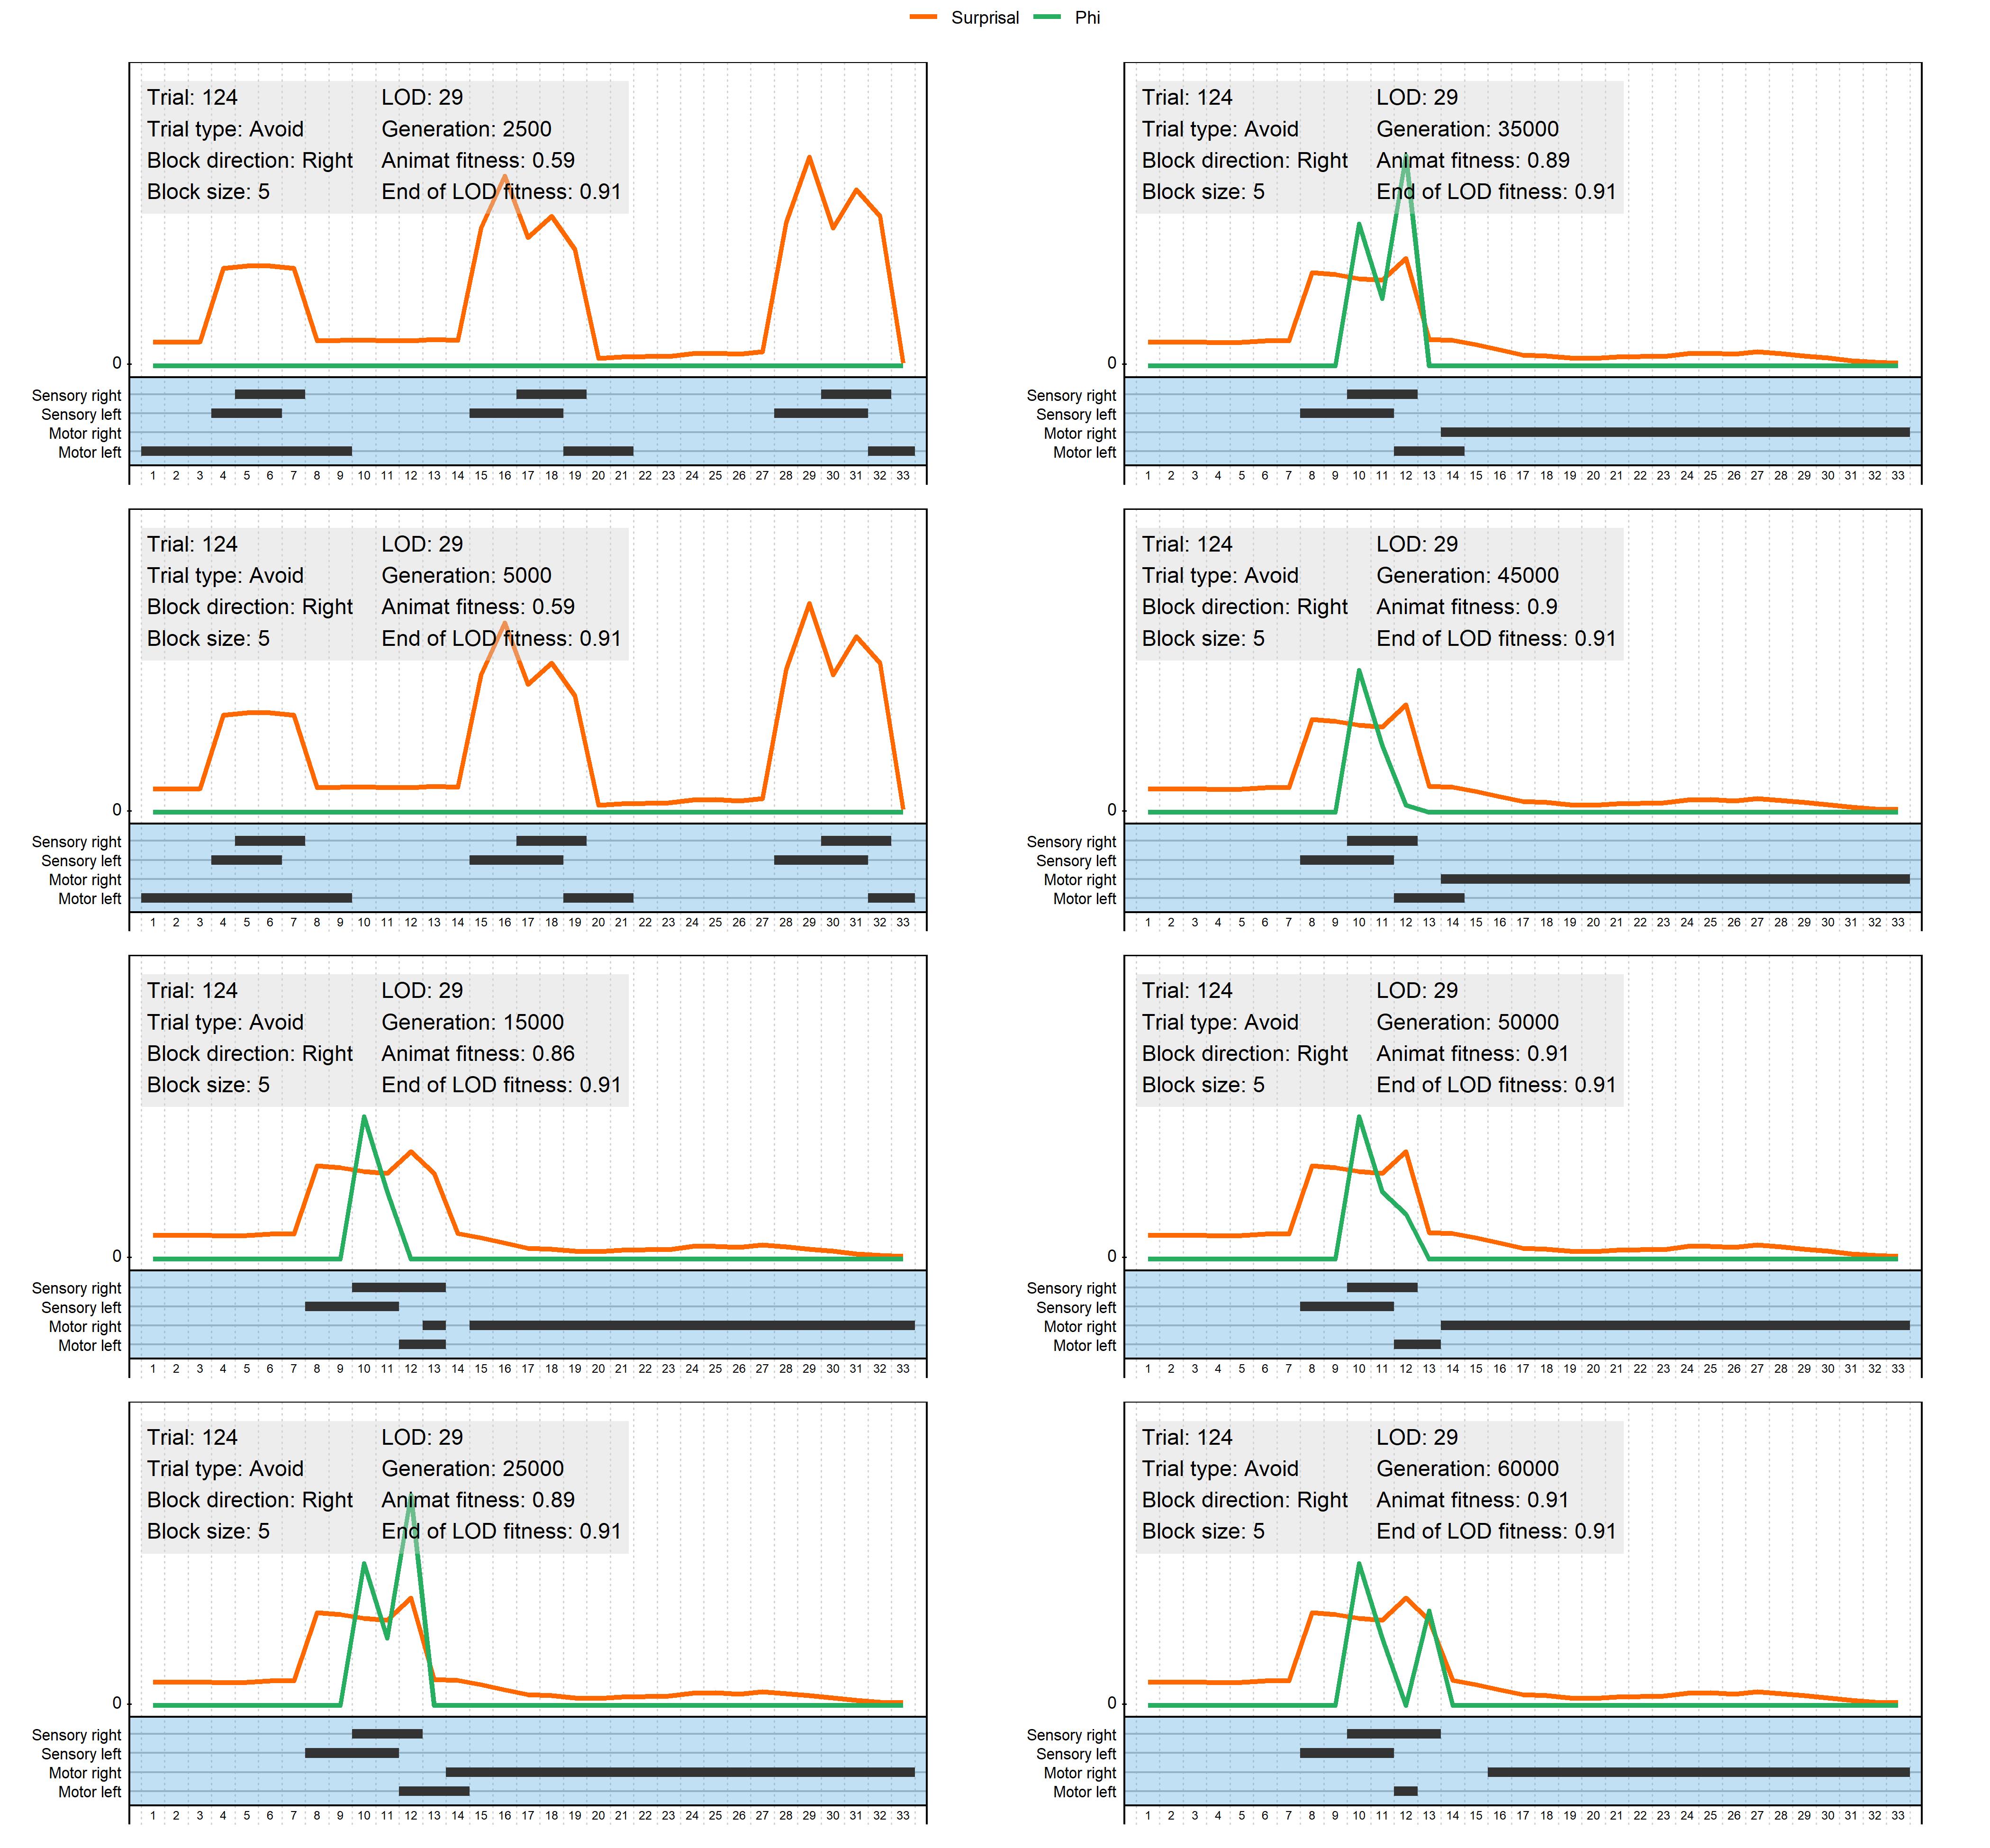 Surprisal Phi
Trial: 124 LOD: 29
Trial type: Avoid Generation: 2500
Block direction: Right Animat fitness: 0.59
Block size: 5 End of LOD fitness: 0.91
0
Sensory right
Sensory left
Motor right
Motor left
1 2 3 4 5 6 7 8 9 10 11 12 13 14 15 16 17 18 19 20 21 22 23 24 25 26 27 28 29 30 31 32 33
Trial: 124 LOD: 29
Trial type: Avoid Generation: 35000
Block direction: Right Animat fitness: 0.89
Block size: 5 End of LOD fitness: 0.91
0
Sensory right
Sensory left
Motor right
Motor left
1 2 3 4 5 6 7 8 9 10 11 12 13 14 15 16 17 18 19 20 21 22 23 24 25 26 27 28 29 30 31 32 33
Trial: 124 LOD: 29
Trial type: Avoid Generation: 5000
Block direction: Right Animat fitness: 0.59
Block size: 5 End of LOD fitness: 0.91
0
Sensory right
Sensory left
Motor right
Motor left
1 2 3 4 5 6 7 8 9 10 11 12 13 14 15 16 17 18 19 20 21 22 23 24 25 26 27 28 29 30 31 32 33
Trial: 124 LOD: 29
Trial type: Avoid Generation: 45000
Block direction: Right Animat fitness: 0.9
Block size: 5 End of LOD fitness: 0.91
0
Sensory right
Sensory left
Motor right
Motor left
1 2 3 4 5 6 7 8 9 10 11 12 13 14 15 16 17 18 19 20 21 22 23 24 25 26 27 28 29 30 31 32 33
Trial: 124 LOD: 29
Trial type: Avoid Generation: 15000
Block direction: Right Animat fitness: 0.86
Block size: 5 End of LOD fitness: 0.91
0
Sensory right
Sensory left
Motor right
Motor left
1 2 3 4 5 6 7 8 9 10 11 12 13 14 15 16 17 18 19 20 21 22 23 24 25 26 27 28 29 30 31 32 33
Trial: 124 LOD: 29
Trial type: Avoid Generation: 50000
Block direction: Right Animat fitness: 0.91
Block size: 5 End of LOD fitness: 0.91
0
Sensory right
Sensory left
Motor right
Motor left
1 2 3 4 5 6 7 8 9 10 11 12 13 14 15 16 17 18 19 20 21 22 23 24 25 26 27 28 29 30 31 32 33
Trial: 124 LOD: 29
Trial type: Avoid Generation: 25000
Block direction: Right Animat fitness: 0.89
Block size: 5 End of LOD fitness: 0.91
0
Sensory right
Sensory left
Motor right
Motor left
1 2 3 4 5 6 7 8 9 10 11 12 13 14 15 16 17 18 19 20 21 22 23 24 25 26 27 28 29 30 31 32 33
Trial: 124 LOD: 29
Trial type: Avoid Generation: 60000
Block direction: Right Animat fitness: 0.91
Block size: 5 End of LOD fitness: 0.91
0
Sensory right
Sensory left
Motor right
Motor left
1 2 3 4 5 6 7 8 9 10 11 12 13 14 15 16 17 18 19 20 21 22 23 24 25 26 27 28 29 30 31 32 33